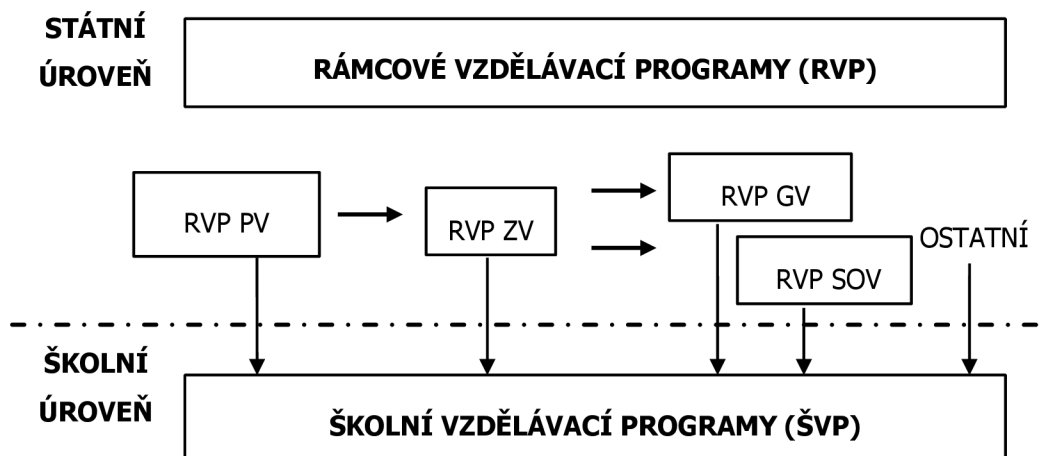 STÁTNÍ
ÚROVEŇ
RÁMCOVÉ VZDĚLÁVACÍ PROGRAMY (RVP)
RVP PV
RVP ZV
RVP GV
RVP SOV
OSTATNÍ
ŠKOLNÍ
ÚROVEŇ
ŠKOLNÍ VZDĚLÁVACÍ PROGRAMY (ŠVP)